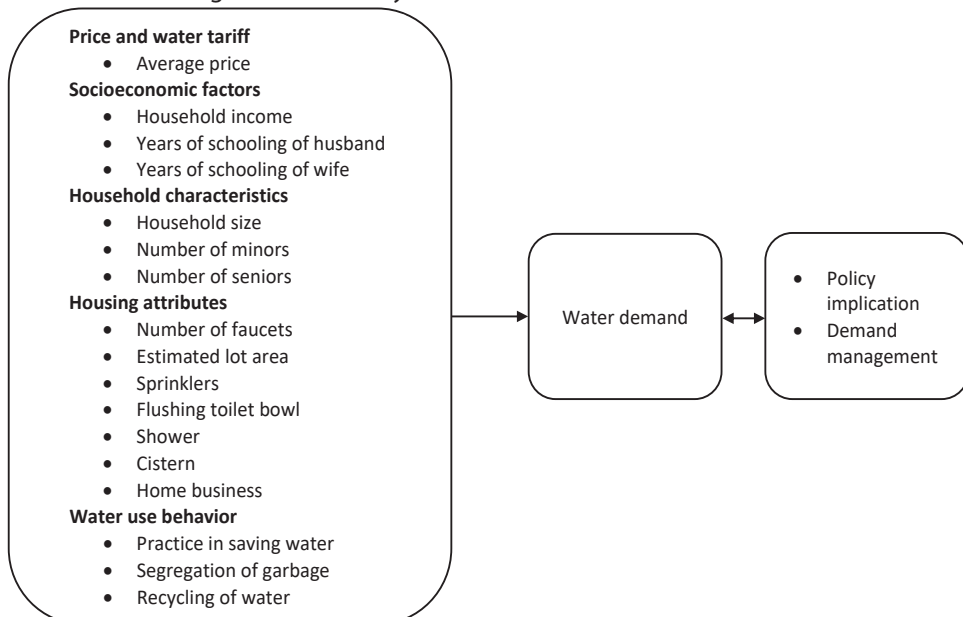 Price and water tariff
• Average price
Socioeconomic factors
• Household income
• Years of schooling of husband
• Years of schooling of wife
Household characteristics
• Household size
• Number of minors
• Number of seniors
Housing attributes
• Number of faucets
• Estimated lot area
• Sprinklers
• Flushing toilet bowl
• Shower
• Cistern
• Home business
Water use behavior
• Practice in saving water
• Segregation of garbage
• Recycling of water
Water demand
• Policy
implication
• Demand
management